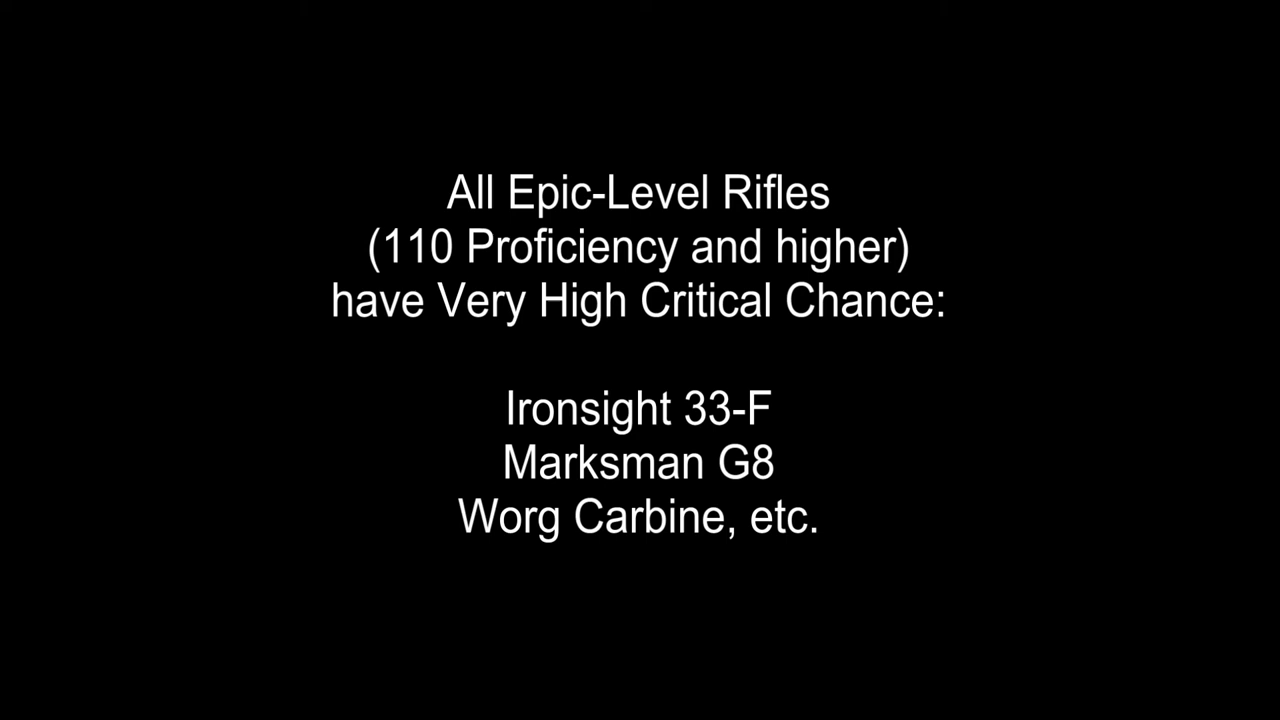 All Epic-Level Rifles
(110 Proficiency and higher)
have Very High Critical Chance:
Ironsight 33-F
Marksman G8
Worg Carbine, etc.